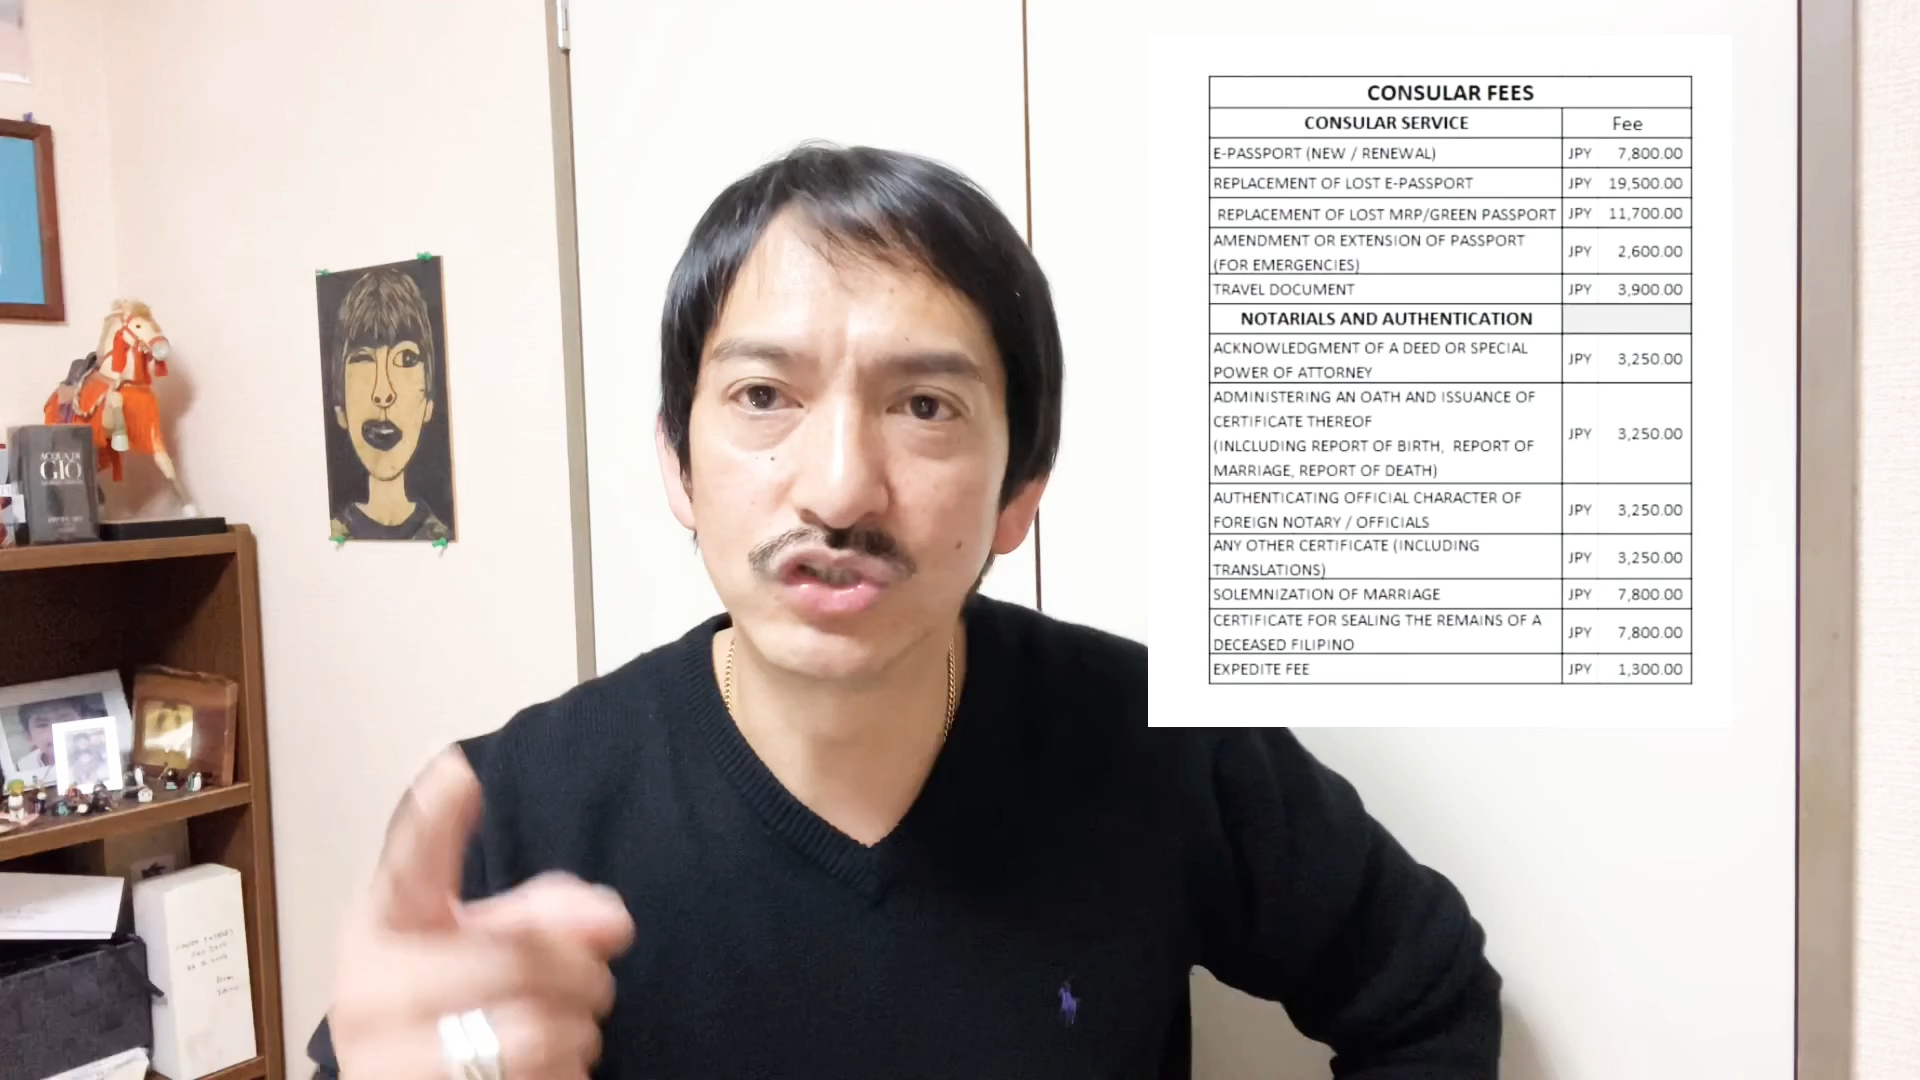 CONSULAR FEES
CONSULAR SERVICE Fee
E-PASSPORT (NEW / RENEWAL) JPY 7,800.00
REPLACEMENT OF LOST E-PASSPORT JPY 19,500.00
REPLACEMENT OF LOST MRP/GREEN PASSPORT JPY 11,700.00
AMENDMENT OR EXTENSION OF PASSPORT
(FOR EMERGENCIES) JPY 2,600.00
TRAVEL DOCUMENT JPY 3,900.00
NOTARIALS AND AUTHENTICATION
ACKNOWLEDGMENT OF A DEED OR SPECIAL
POWER OF ATTORNEY JPY 3,250.00
ADMINISTERING AN OATH AND ISSUANCE OF
CERTIFICATE THEREOF
(INLCLUDING REPORT OF BIRTH, REPORT OF
MARRIAGE, REPORT OF DEATH) JPY 3,250.00
AUTHENTICATING OFFICIAL CHARACTER OF
FOREIGN NOTARY / OFFICIALS JPY 3,250.00
ANY OTHER CERTIFICATE (INCLUDING
TRANSLATIONS) JPY 3,250.00
SOLEMNIZATION OF MARRIAGE JPY 7,800.00
CERTIFICATE FOR SEALING THE REMAINS OF A
DECEASED FILIPINO JPY 7,800.00
EXPEDITE FEE JPY 1,300.00
ACQUA DI
GIÒ